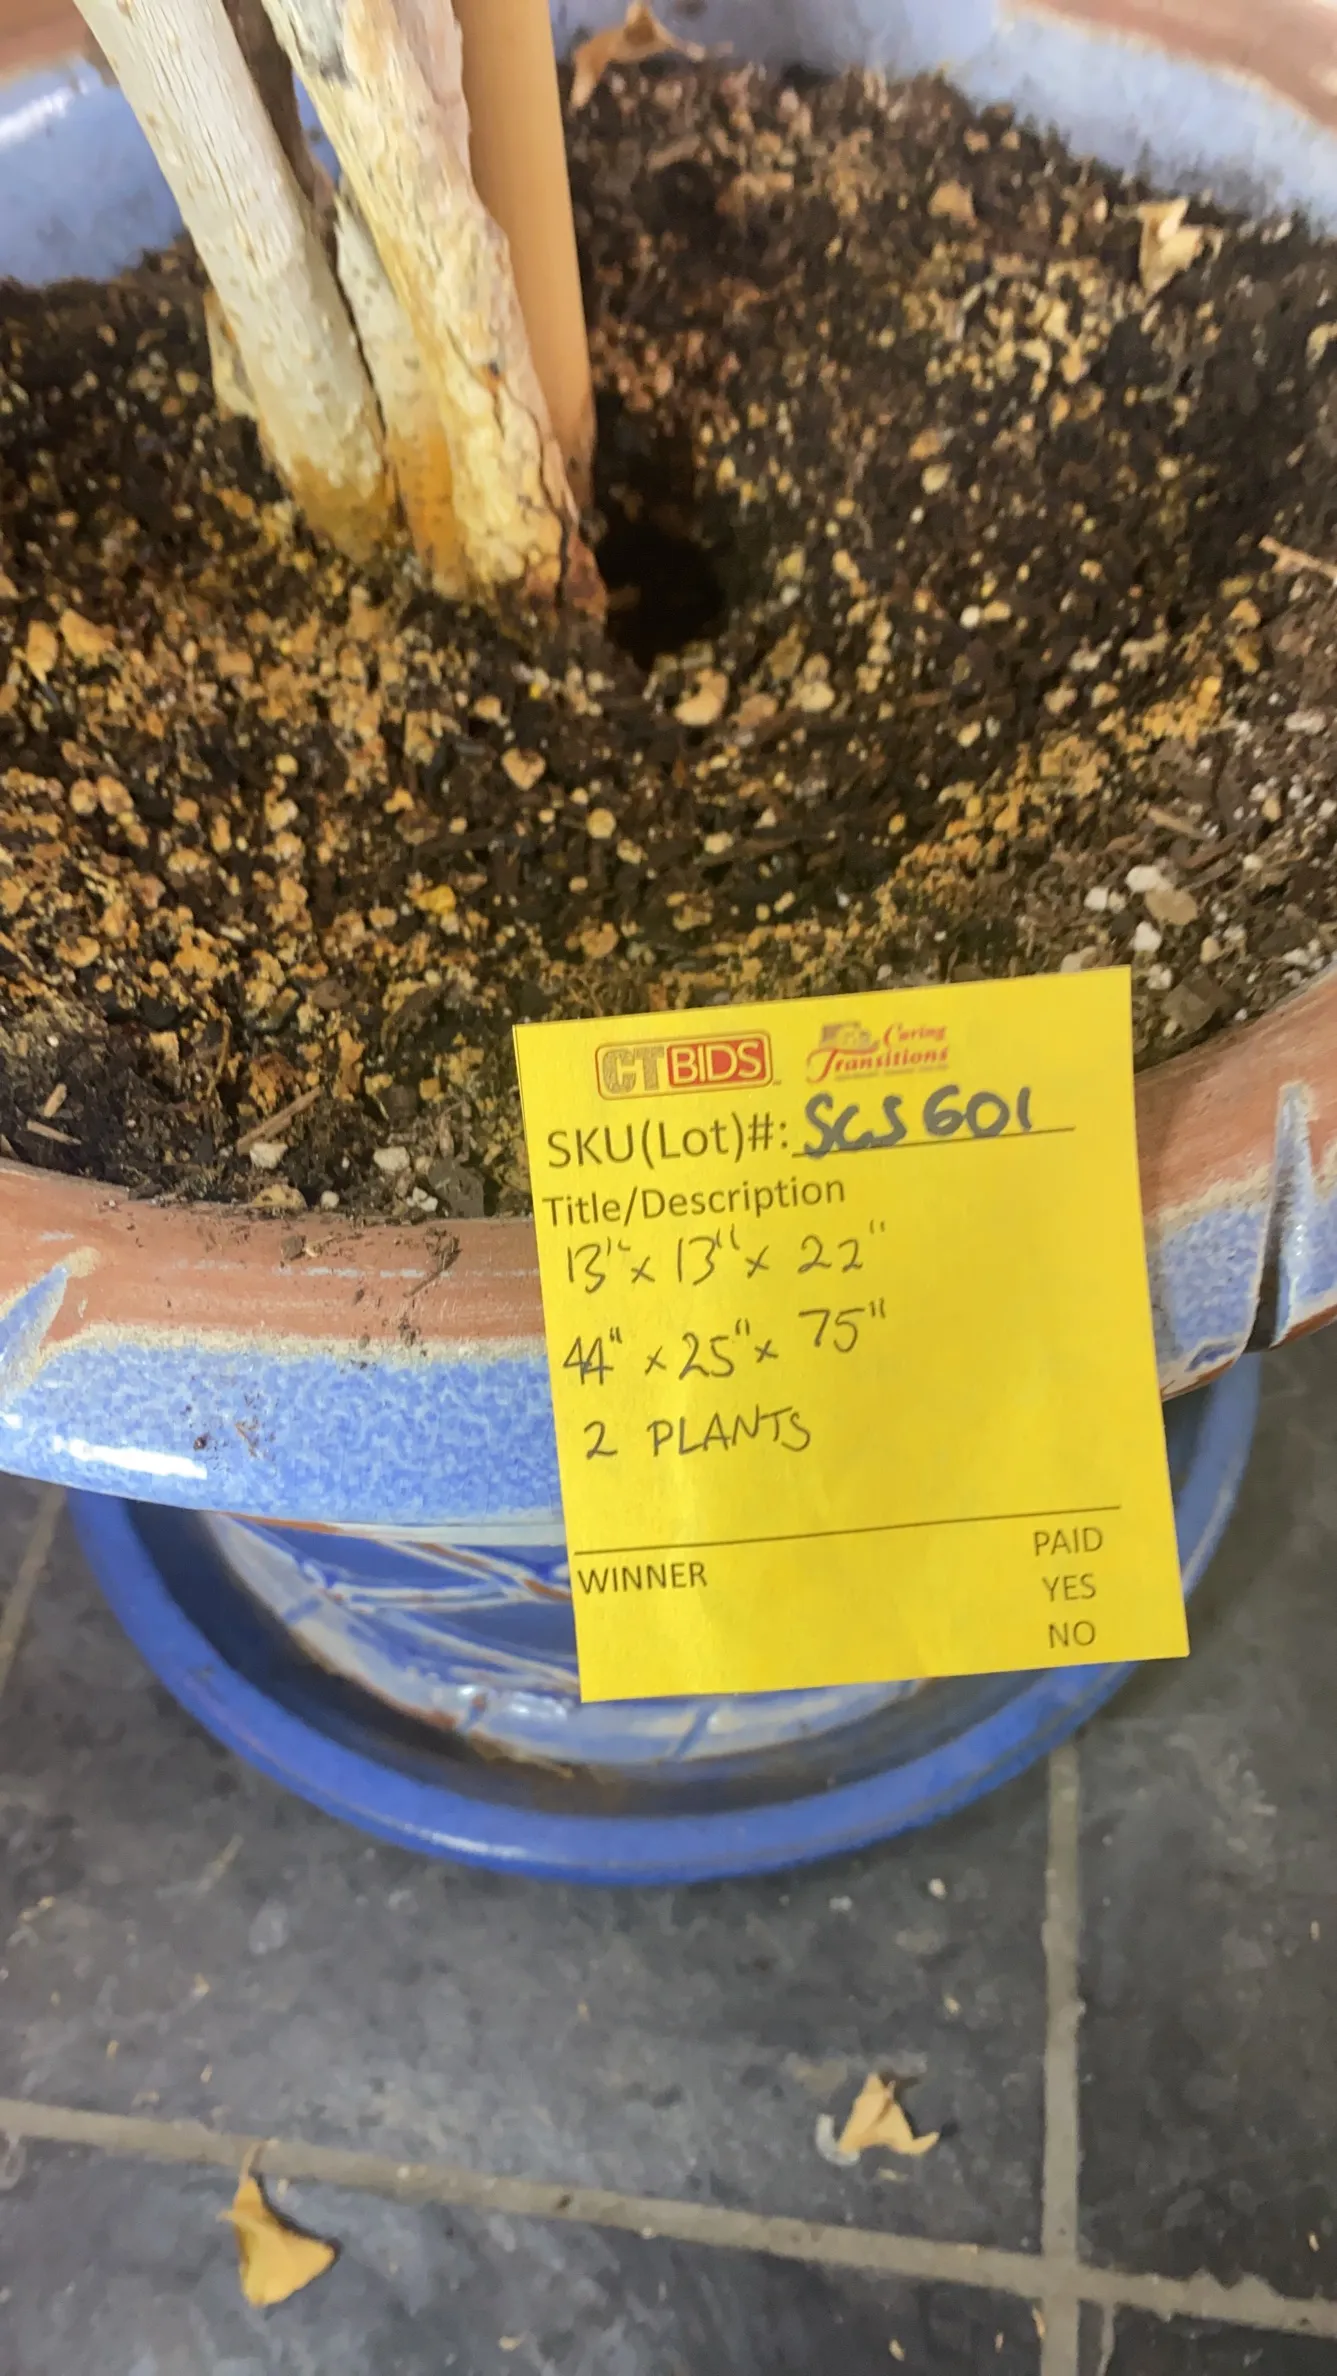 CTBIDS Caring Transitions
SKU(Lot)#: SCS601
Title/Description
13" x 13" x 22"
44" x 25" x 75"
2 PLANTS
WINNER PAID
YES
NO